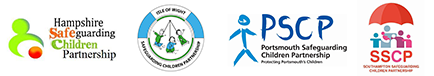 Hampshire
Safeguarding
Children
Partnership
ISLE OF WIGHT
SAFEGUARDING CHILDREN PARTNERSHIP
PSCP
Portsmouth Safeguarding
Children Partnership
Protecting Portsmouth's Children
SSCP
SOUTHAMPTON SAFEGUARDING
CHILDREN PARTNERSHIP